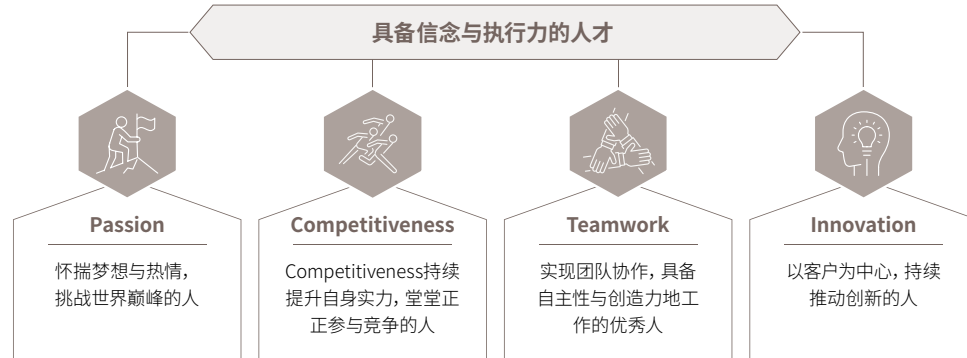 具备信念与执行力的人才
Passion
怀揣梦想与热情，
挑战世界巅峰的人
Competitiveness
Competitiveness持续
提升自身实力，堂堂正
正参与竞争的人
Teamwork
实现团队协作，具备
自主性与创造力地工
作的优秀人
Innovation
以客户为中心，持续
推动创新的人